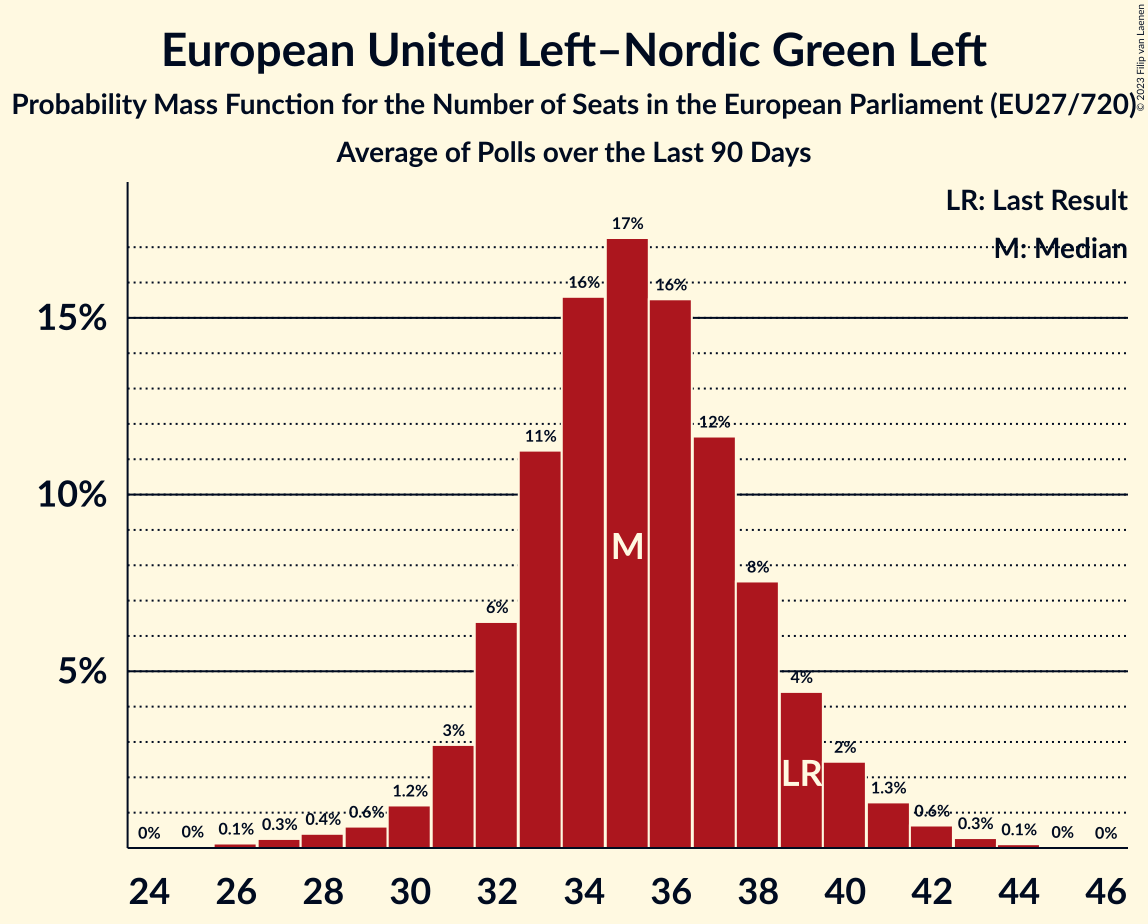 European United Left–Nordic Green Left
Probability Mass Function for the Number of Seats in the European Parliament (EU27/720)
Average of Polls over the Last 90 Days
© 2023 Filip van Laenen
LR: Last Result
M: Median
15%
10%
5%
0%
0%
0.1%
0.3%
0.4%
0.6%
1.2%
3%
6%
11%
16%
17%
16%
12%
8%
4%
2%
1.3%
0.6%
0.3%
0.1%
0%
0%
M
LR
24 26 28 30 32 34 36 38 40 42 44 46